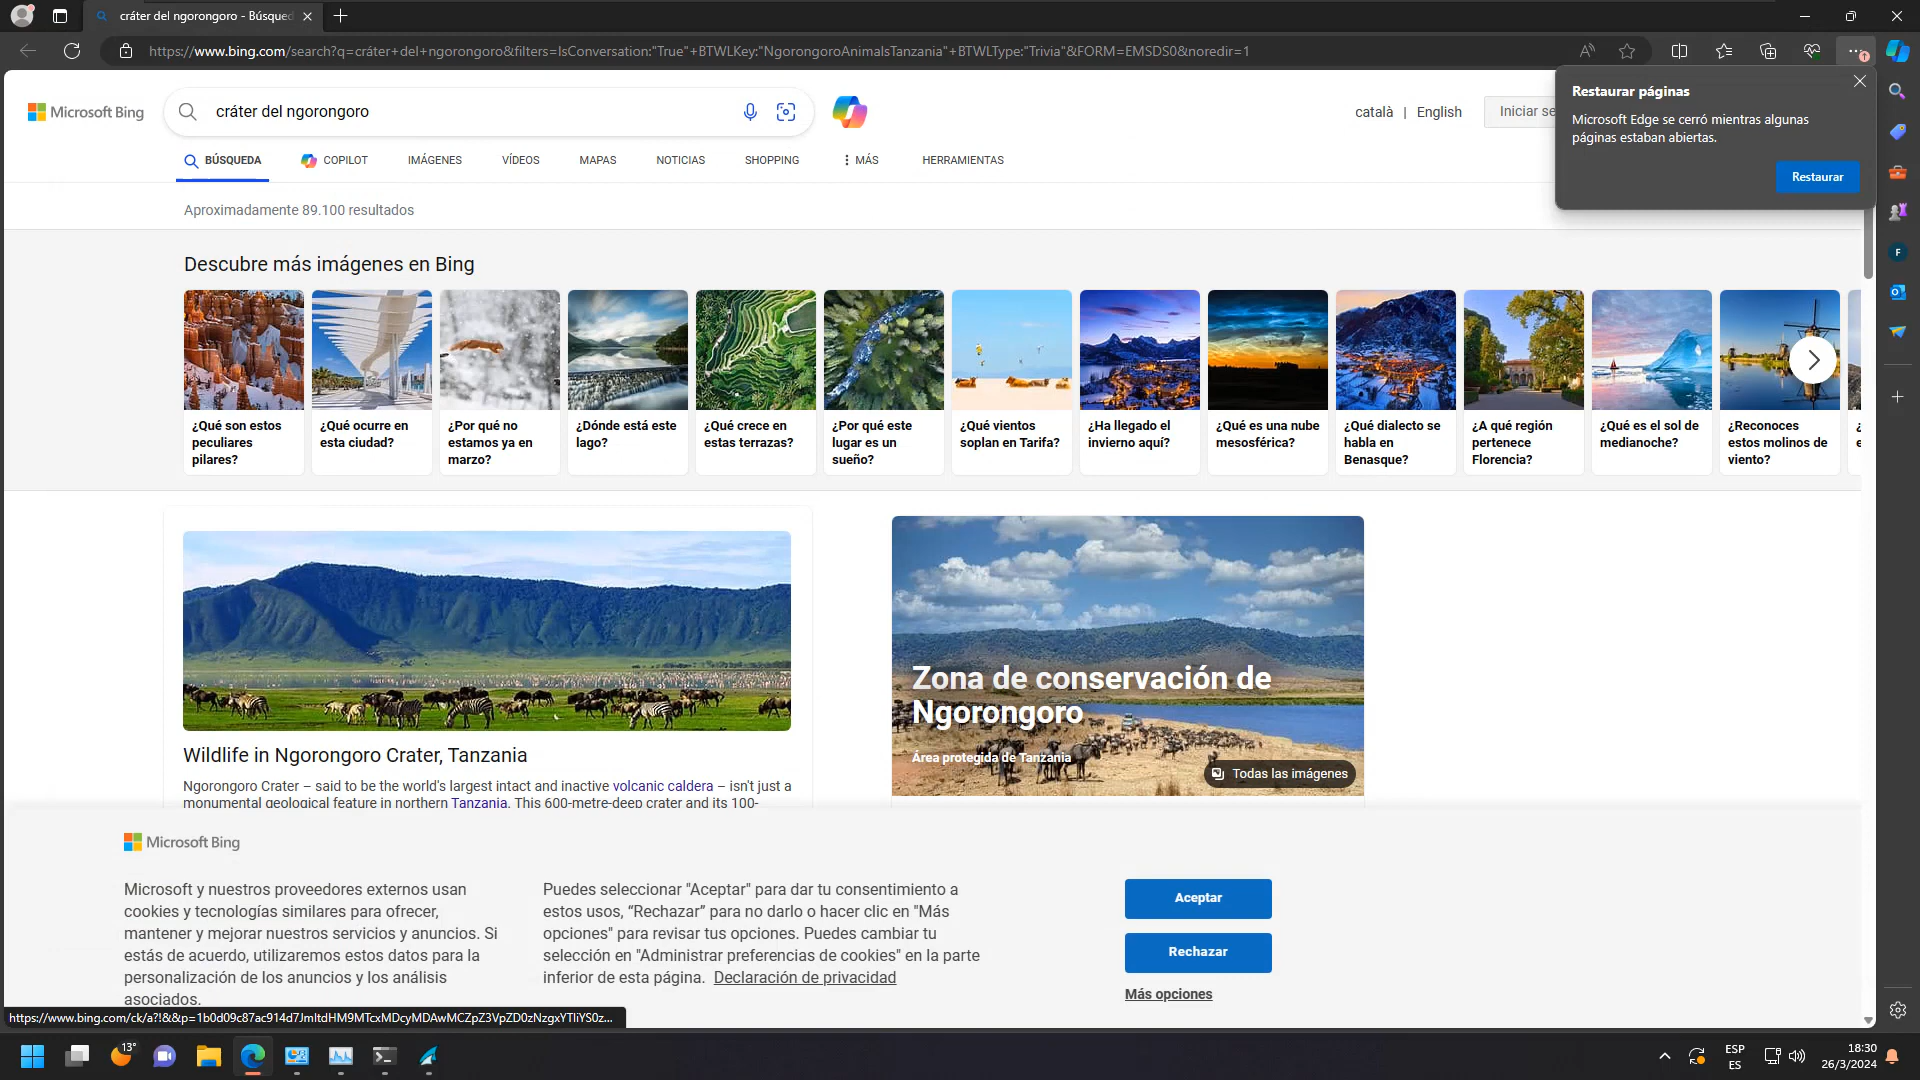 cráter del ngorongoro - Búsqued
https://www.bing.com/search?q=cráter+del+ngorongoro&filters=IsConversation:"True"+BTWLKey:"NgorongoroAnimalsTanzania"+BTWLType:"Trivia"&FORM=EMSDS0&noredir=1
Microsoft Bing
cráter del ngorongoro
català | English
Iniciar se
Restaurar páginas
Microsoft Edge se cerró mientras algunas
páginas estaban abiertas.
Restaurar
BÚSQUEDA
COPILOT
IMÁGENES
VÍDEOS
MAPAS
NOTICIAS
SHOPPING
MÁS
HERRAMIENTAS
Aproximadamente 89.100 resultados
Descubre más imágenes en Bing
¿Qué son estos
peculiares
pilares?
¿Qué ocurre en
esta ciudad?
¿Por qué no
estamos ya en
marzo?
¿Dónde está este
lago?
¿Qué crece en
estas terrazas?
¿Por qué este
lugar es un
sueño?
¿Qué vientos
soplan en Tarifa?
¿Ha llegado el
invierno aquí?
¿Qué es una nube
mesosférica?
¿Qué dialecto se
habla en
Benasque?
¿A qué región
pertenece
Florencia?
¿Qué es el sol de
medianoche?
¿Reconoces
estos molinos de
viento?
Wildlife in Ngorongoro Crater, Tanzania
Ngorongoro Crater – said to be the world's largest intact and inactive volcanic caldera – isn't just a
monumental geological feature in northern Tanzania. This 600-metre-deep crater and its 100-
Zona de conservación de
Ngorongoro
Área protegida de Tanzania
Todas las imágenes
Microsoft Bing
Microsoft y nuestros proveedores externos usan
cookies y tecnologías similares para ofrecer,
mantener y mejorar nuestros servicios y anuncios. Si
estás de acuerdo, utilizaremos estos datos para la
personalización de los anuncios y los análisis
asociados.
Puedes seleccionar "Aceptar" para dar tu consentimiento a
estos usos, “Rechazar” para no darlo o hacer clic en "Más
opciones" para revisar tus opciones. Puedes cambiar tu
selección en "Administrar preferencias de cookies" en la parte
inferior de esta página. Declaración de privacidad
Aceptar
Rechazar
Más opciones
https://www.bing.com/ck/a?!&&p=1b0d09c87ac914d7JmltdHM9MTcxMDcyMDAwMCZpZ3VpZD0zNzgxYTliYS0z...
13°
ESP
ES
18:30
26/3/2024